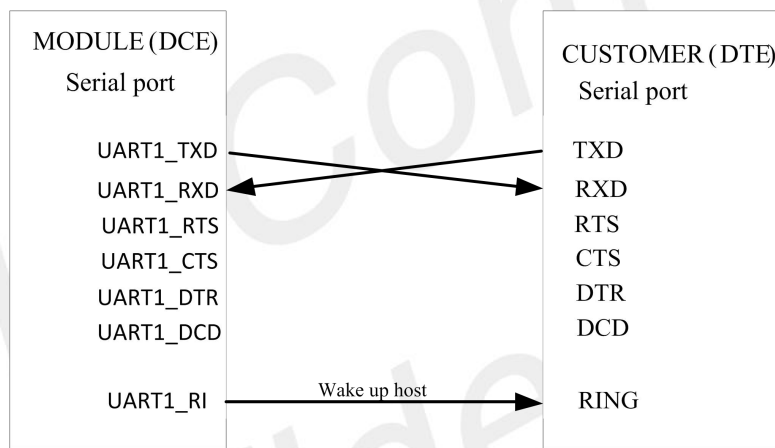 MODULE (DCE)
Serial port
UART1_TXD
UART1_RXD
UART1_RTS
UART1_CTS
UART1_DTR
UART1_DCD
UART1_RI
Wake up host
CUSTOMER ( DTE)
Serial port
TXD
RXD
RTS
CTS
DTR
DCD
RING